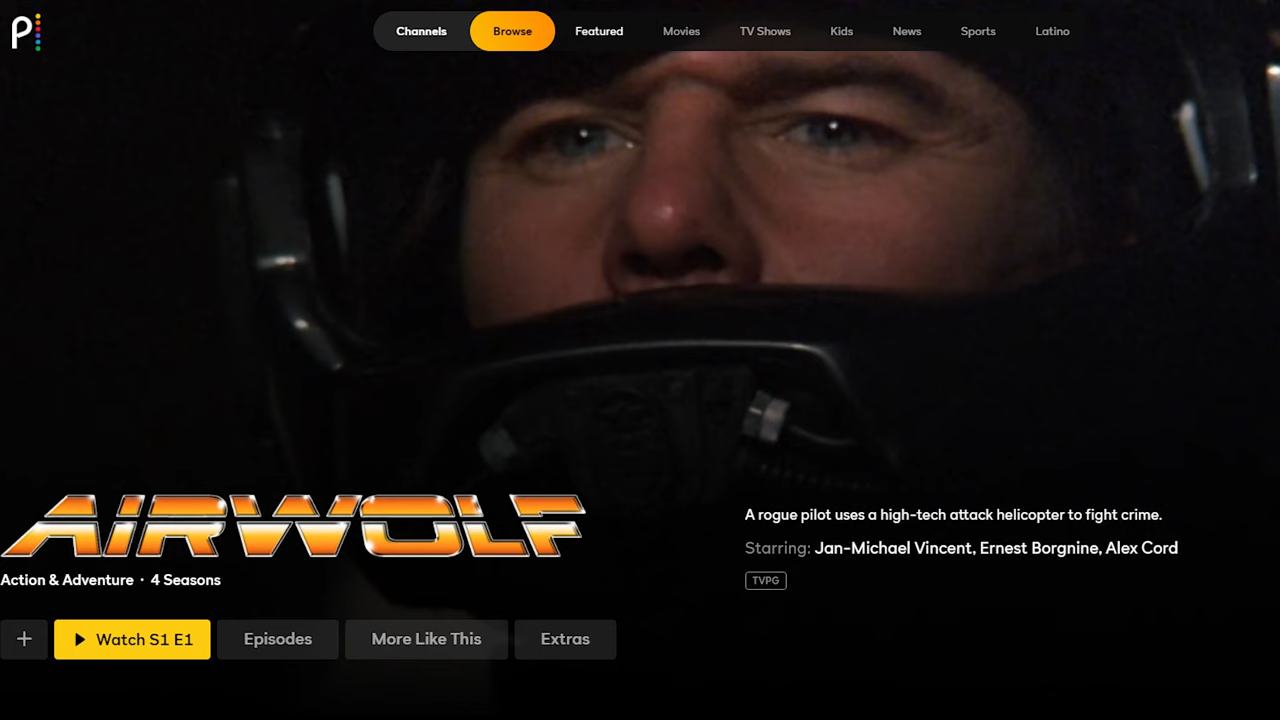 P
Channels Browse Featured Movies TV Shows Kids News Sports Latino
AIRWOLF
Action & Adventure · 4 Seasons
A rogue pilot uses a high-tech attack helicopter to fight crime.
Starring: Jan-Michael Vincent, Ernest Borgnine, Alex Cord
TVPG
+ Watch S1 E1 Episodes More Like This Extras